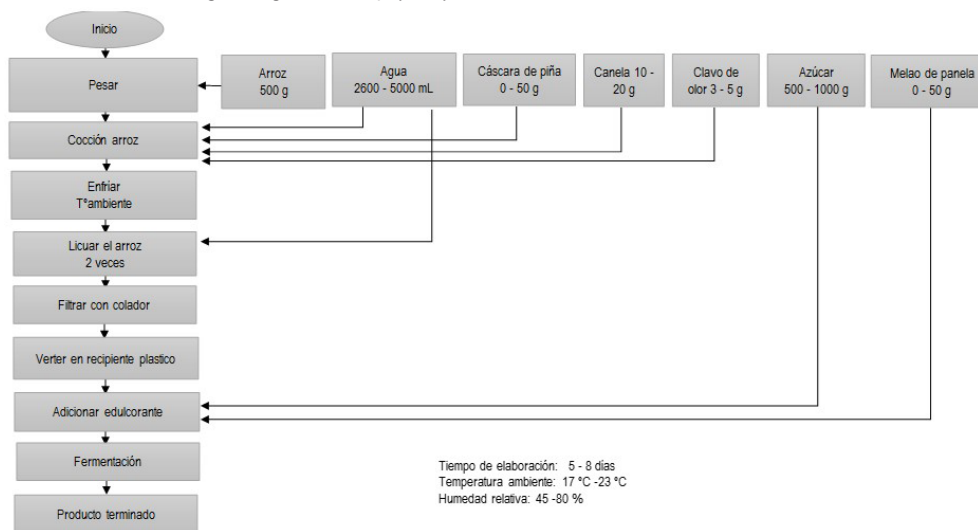 Inicio
Pesar
Arroz
500 g
Agua
2600 - 5000 mL
Cáscara de piña
0 - 50 g
Canela 10 -
20 g
Clavo de
olor 3 - 5 g
Azúcar
500 - 1000 g
Melao de panela
0 - 50 g
Cocción arroz
Enfriar
T°ambiente
Licuar el arroz
2 veces
Filtrar con colador
Verter en recipiente plastico
Adicionar edulcorante
Fermentación
Producto terminado
Tiempo de elaboración: 5 - 8 días
Temperatura ambiente: 17 ºC -23 ºC
Humedad relativa: 45 -80 %